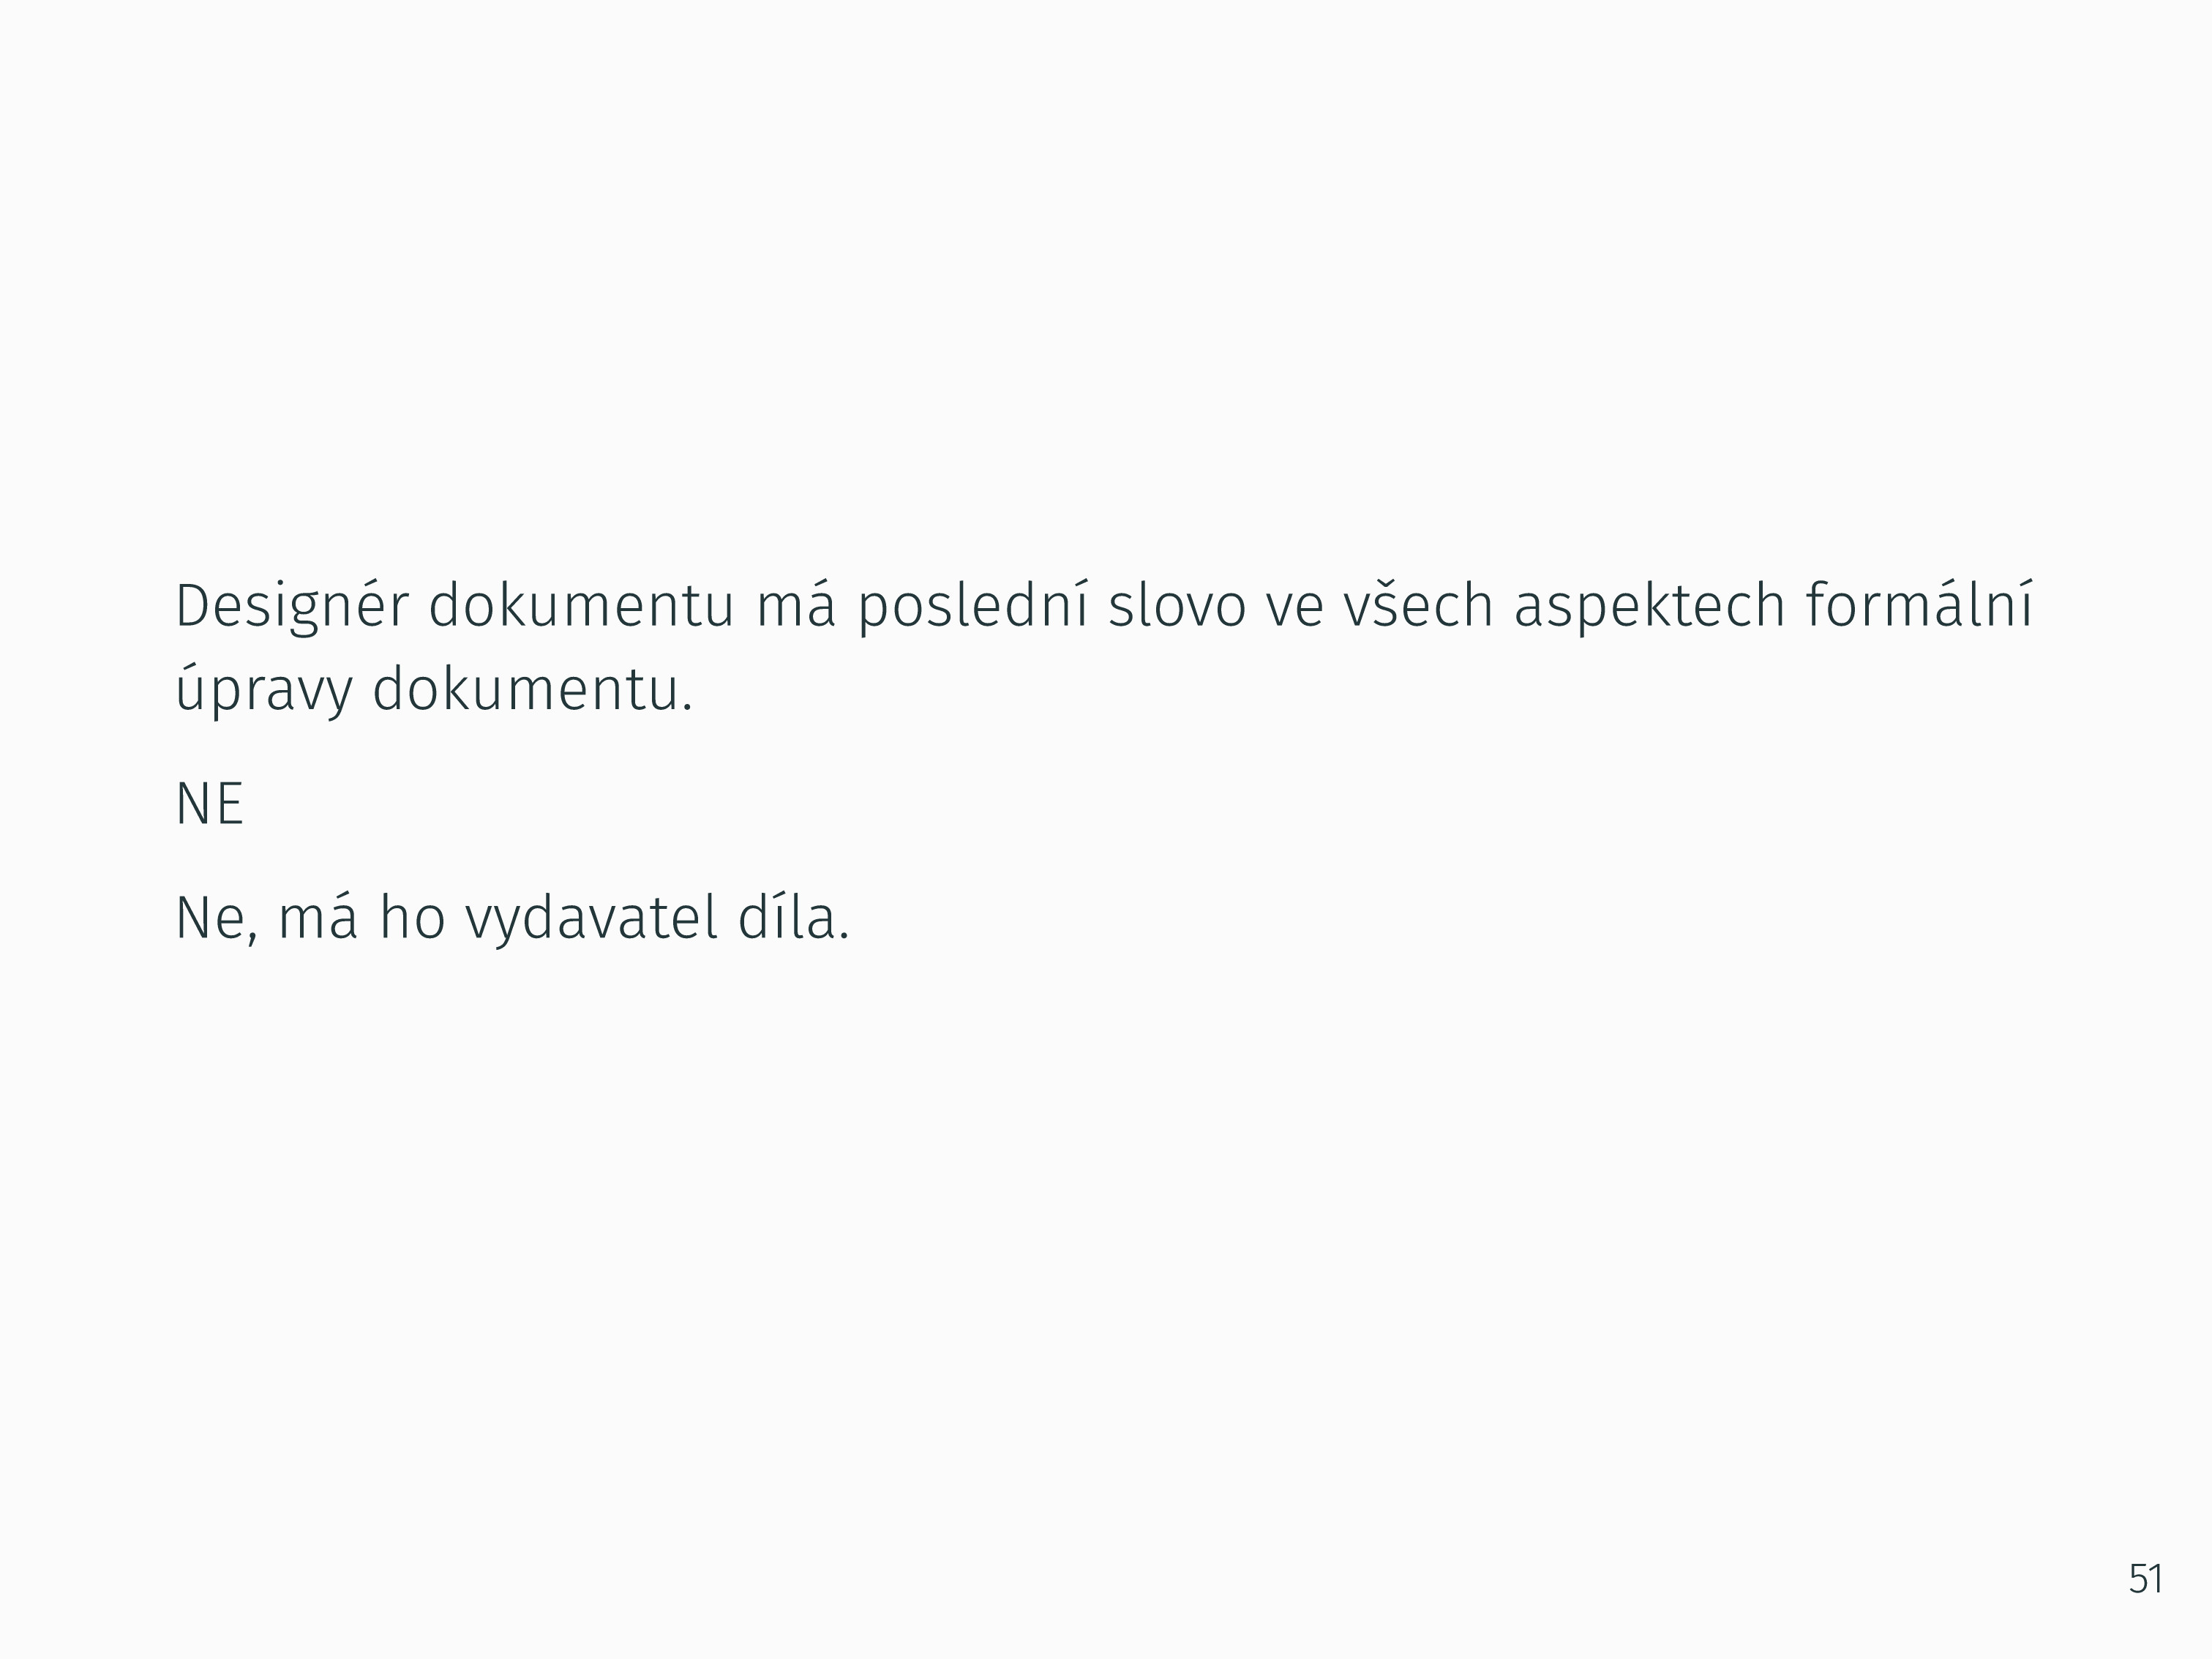 Designér dokumentu má poslední slovo ve všech aspektech formální
úpravy dokumentu.
NE
Ne, má ho vydavatel díla.
51